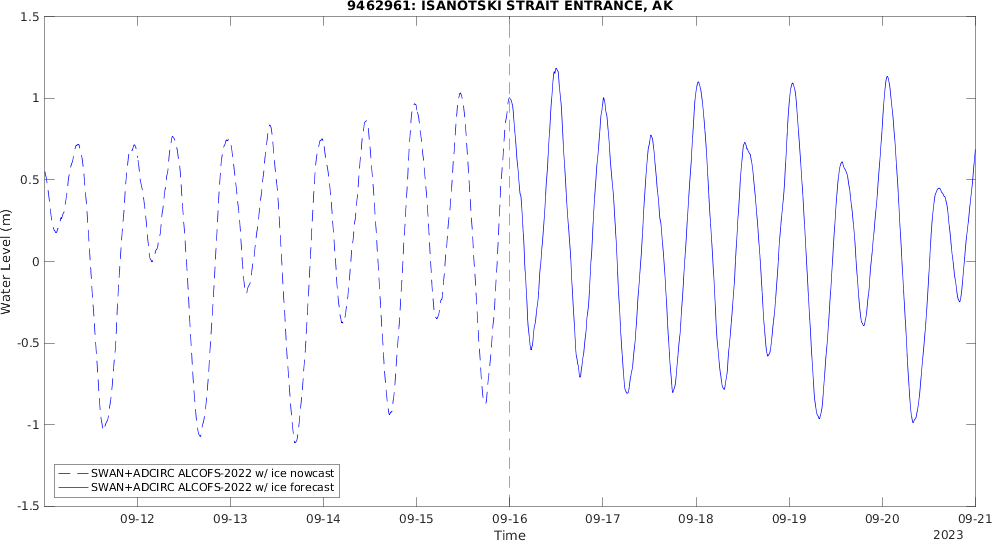 9462961: ISANOTSKI STRAIT ENTRANCE, AK
1.5
1
0.5
0
-0.5
-1
-1.5
Water Level (m)
SWAN+ADCIRC ALCOFS-2022 w/ ice nowcast
SWAN+ADCIRC ALCOFS-2022 w/ ice forecast
09-12 09-13 09-14 09-15 09-16 09-17 09-18 09-19 09-20 09-21
Time
2023